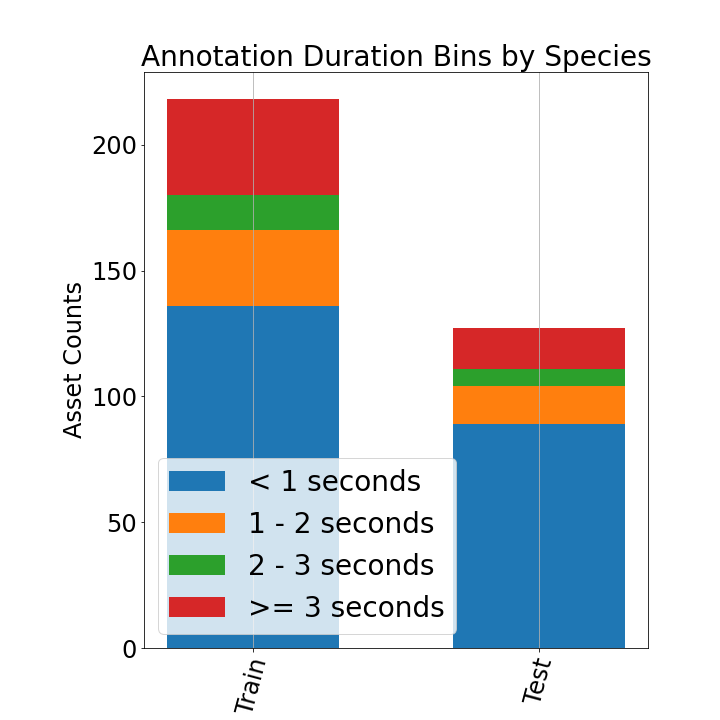 Annotation Duration Bins by Species
Asset Counts
200
150
100
50
0
< 1 seconds
1 - 2 seconds
2 - 3 seconds
>= 3 seconds
Train
Test